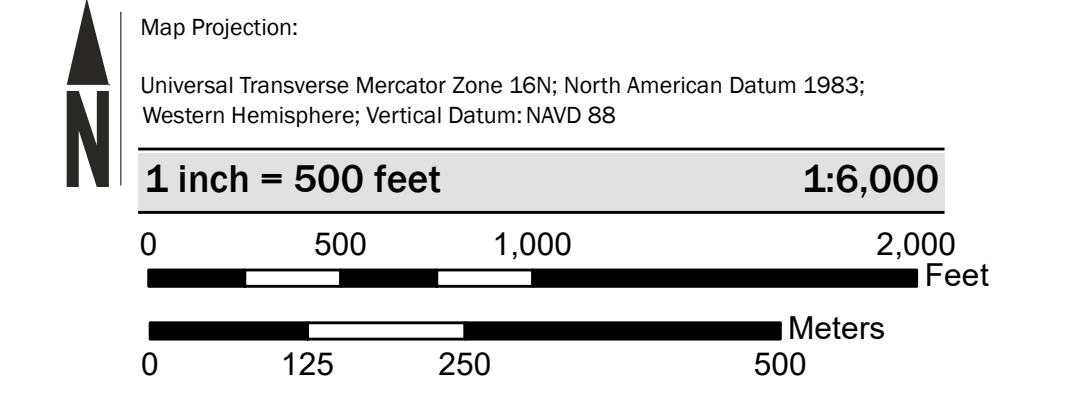 N
Map Projection:
Universal Transverse Mercator Zone 16N; North American Datum 1983;
Western Hemisphere; Vertical Datum: NAVD 88
1 inch = 500 feet 1:6,000
0 500 1,000 2,000
Feet
Meters
0 125 250 500